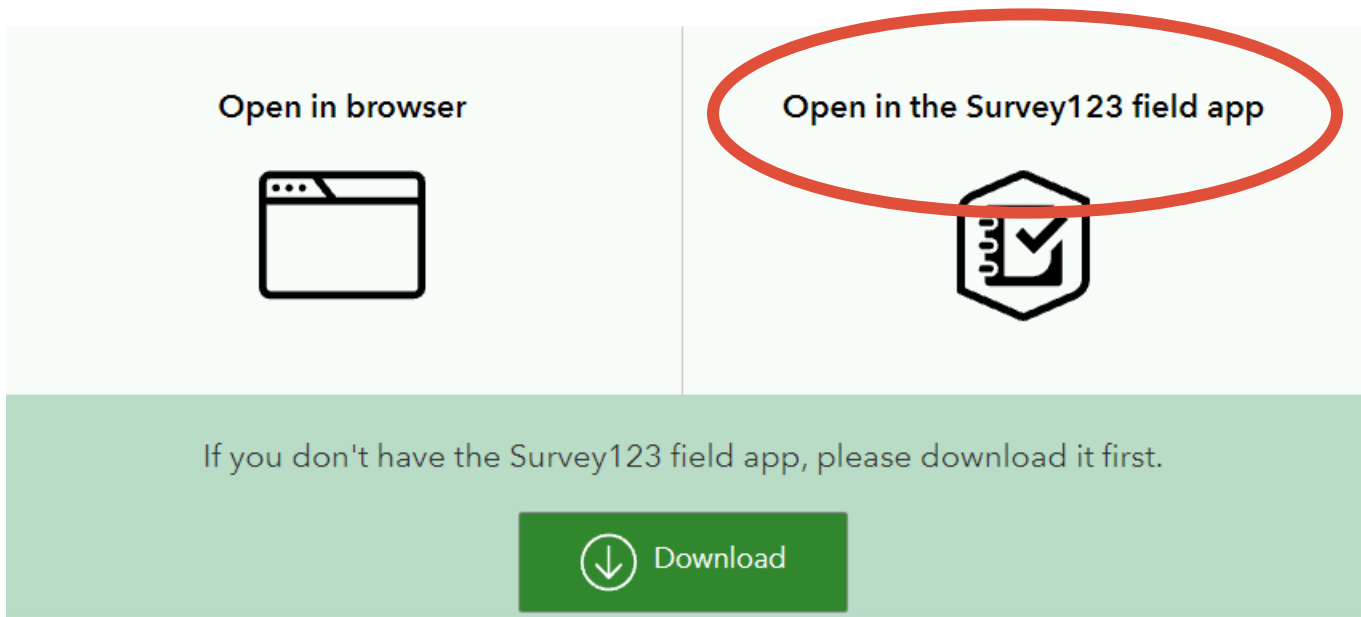 Open in browser
Open in the Survey123 field app
If you don't have the Survey123 field app, please download it first.
Download